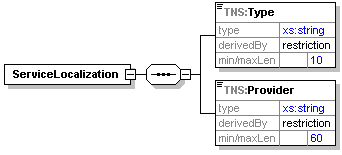 TNS:Type
type xs:string
derivedBy restriction
min/maxLen 10
ServiceLocalization
TNS:Provider
type xs:string
derivedBy restriction
min/maxLen 60